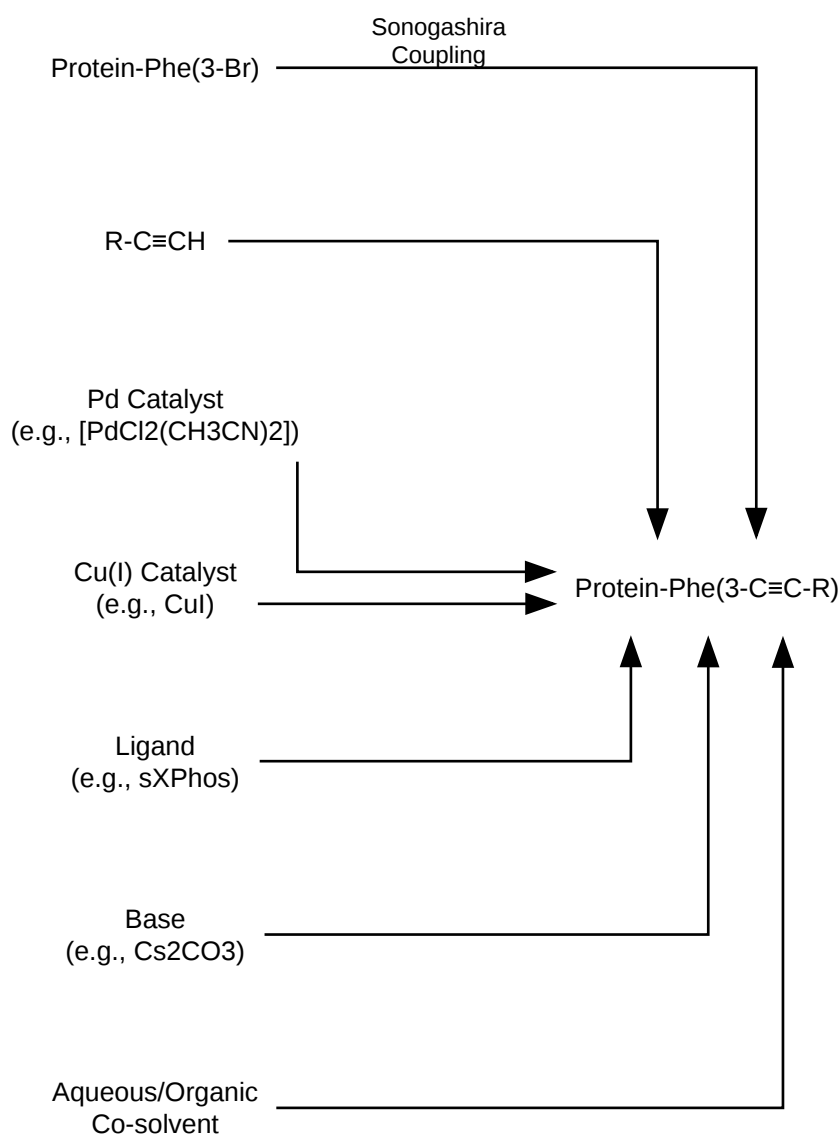 Sonogashira
Coupling
Protein-Phe(3-Br)
R-C≡CH
Pd Catalyst
(e.g., [PdCl2(CH3CN)2])
Cu(I) Catalyst
(e.g., CuI)
Protein-Phe(3-C≡C-R)
Ligand
(e.g., sXPhos)
Base
(e.g., Cs2CO3)
Aqueous/Organic
Co-solvent